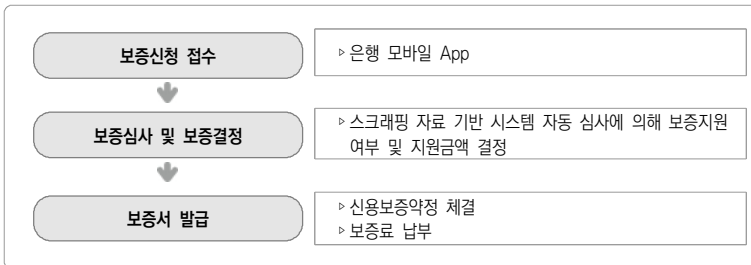 보증신청 접수
▹은행 모바일 App
보증심사 및 보증결정
▹스크래핑 자료 기반 시스템 자동 심사에 의해 보증지원
여부 및 지원금액 결정
보증서 발급
▹신용보증약정 체결
▹보증료 납부